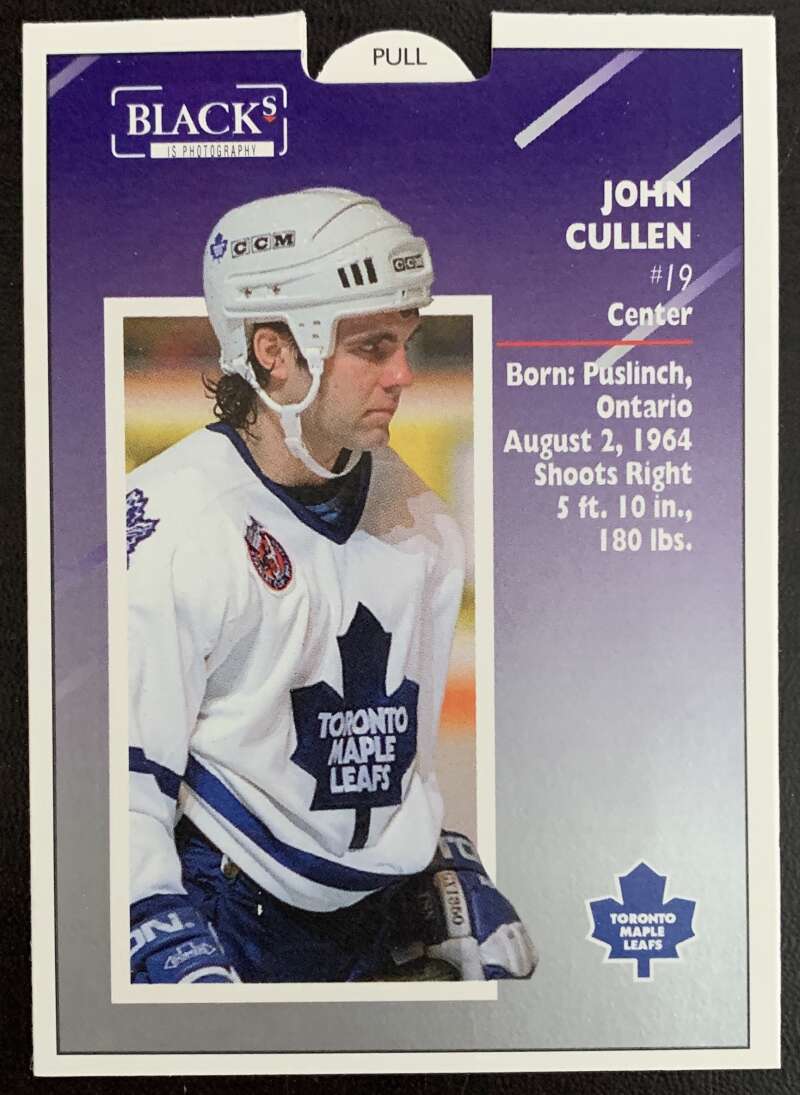 PULL
BLACK'S
IS PHOTOGRAPHY
JOHN
CULLEN
#19
Center
Born: Puslinch,
Ontario
August 2, 1964
Shoots Right
5 ft. 10 in.,
180 lbs.
CCM
CCM
TORONTO
MAPLE
LEAFS
TORONTO
MAPLE
LEAFS